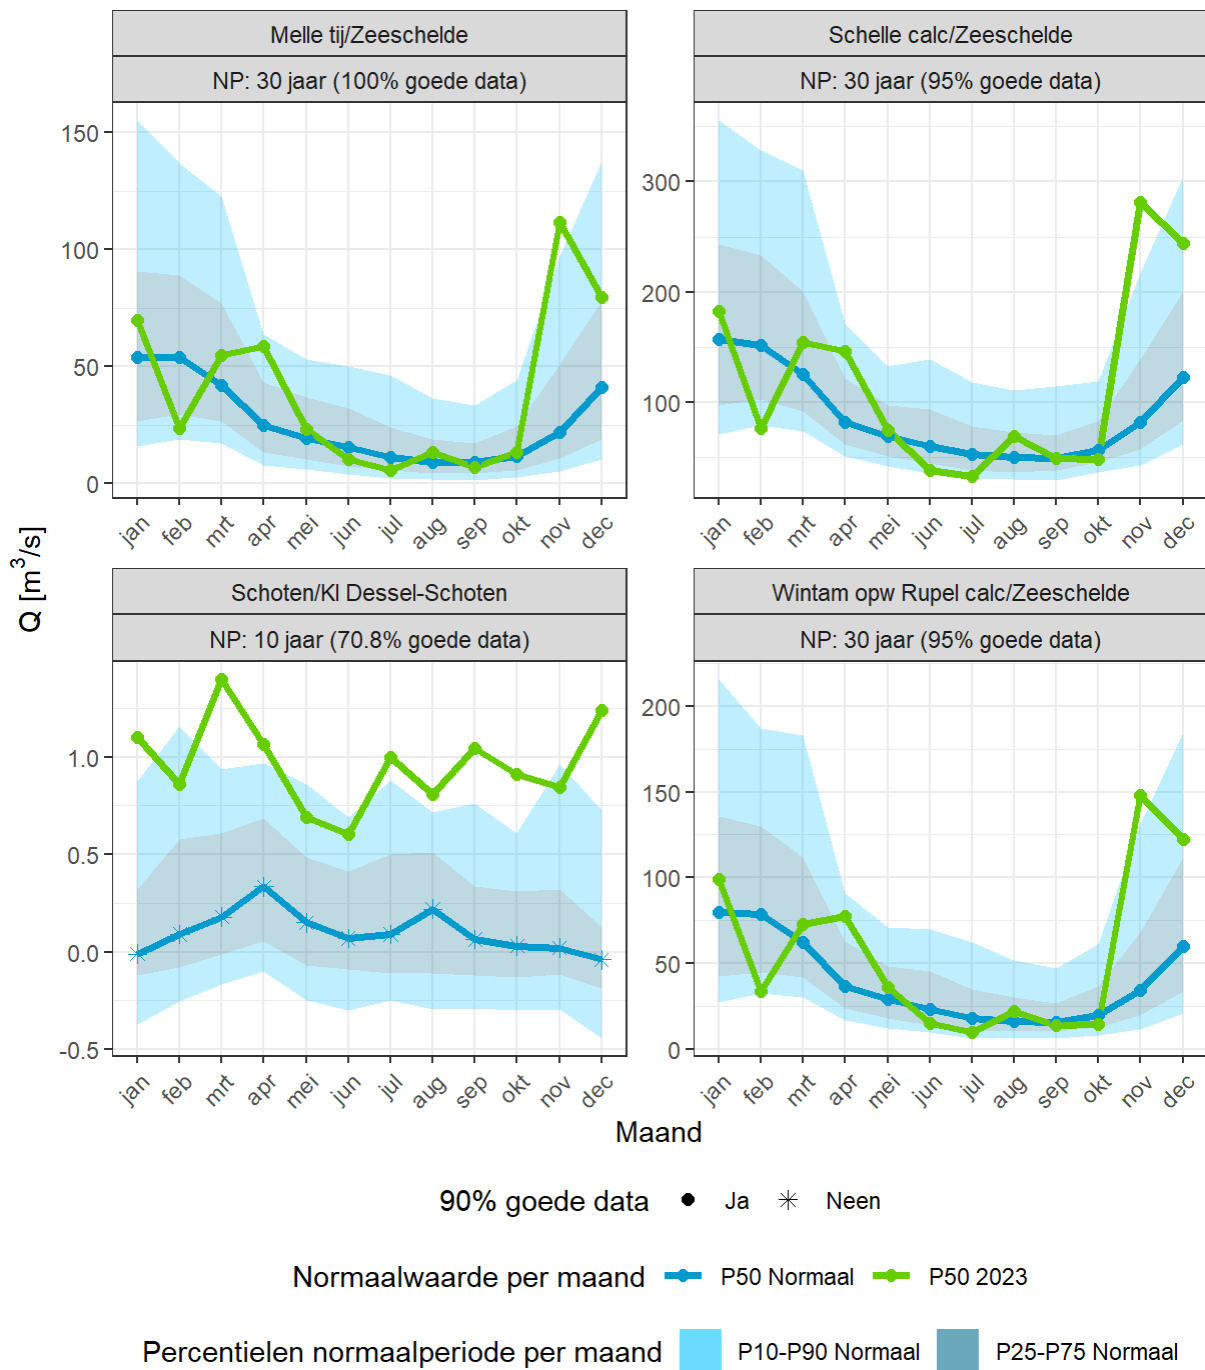 Melle tij/Zeeschelde
NP: 30 jaar (100% goede data)
150
100
50
0
jan feb mrt apr mei jun jul aug sep okt nov dec
Schelle calc/Zeeschelde
NP: 30 jaar (95% goede data)
300
200
100
jan feb mrt apr mei jun jul aug sep okt nov dec
Q [m³/s]
Schoten/Kl Dessel-Schoten
NP: 10 jaar (70.8% goede data)
1.0
0.5
0.0
-0.5
jan feb mrt apr mei jun jul aug sep okt nov dec
Wintam opw Rupel calc/Zeeschelde
NP: 30 jaar (95% goede data)
200
150
100
50
0
jan feb mrt apr mei jun jul aug sep okt nov dec
Maand
90% goede data Ja Neen
Normaalwaarde per maand P50 Normaal P50 2023
Percentielen normaalperiode per maand P10-P90 Normaal P25-P75 Normaal